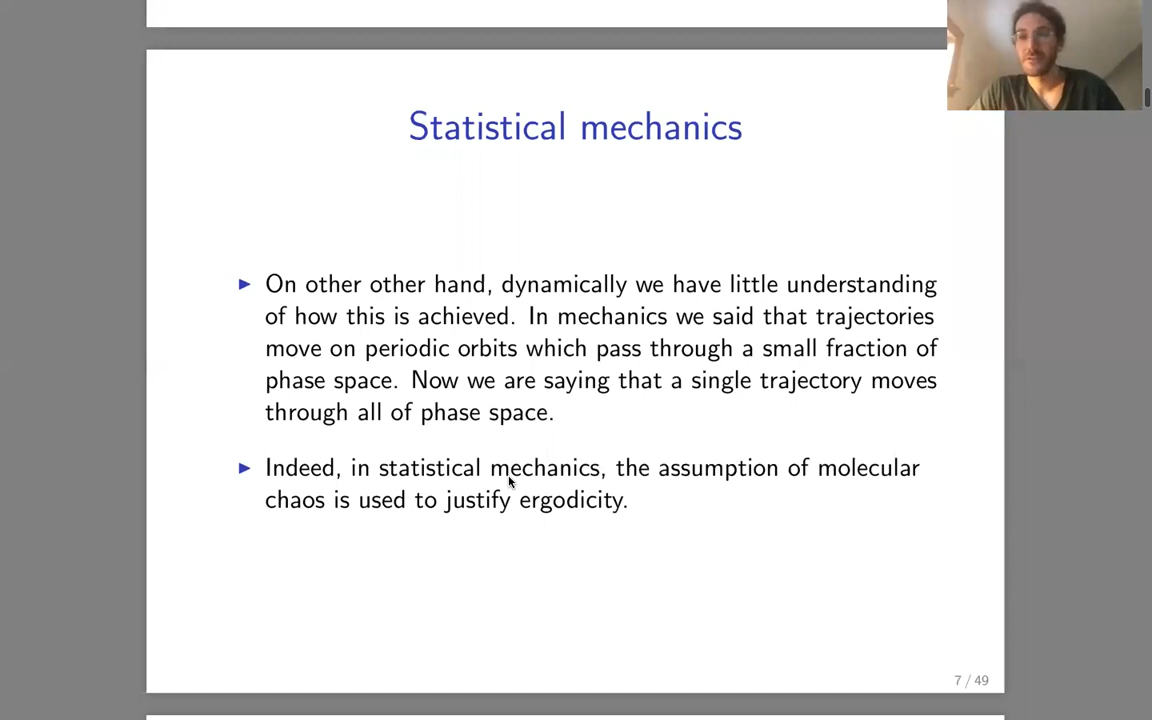 Statistical mechanics
▶ On other other hand, dynamically we have little understanding
of how this is achieved. In mechanics we said that trajectories
move on periodic orbits which pass through a small fraction of
phase space. Now we are saying that a single trajectory moves
through all of phase space.
▶ Indeed, in statistical mechanics, the assumption of molecular
chaos is used to justify ergodicity.
7 / 49